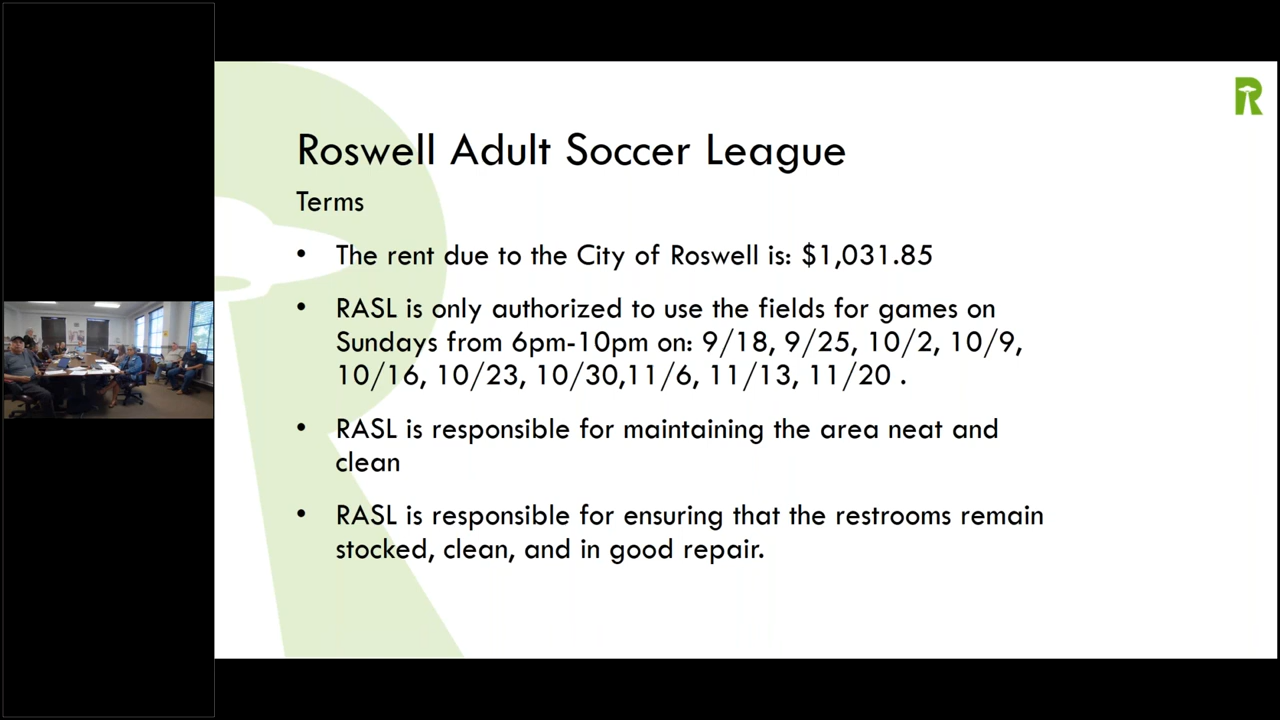 R
Roswell Adult Soccer League
Terms
• The rent due to the City of Roswell is: $1,031.85
• RASL is only authorized to use the fields for games on
Sundays from 6pm-10pm on: 9/18, 9/25, 10/2, 10/9,
10/16, 10/23, 10/30,11/6, 11/13, 11/20 .
• RASL is responsible for maintaining the area neat and
clean
• RASL is responsible for ensuring that the restrooms remain
stocked, clean, and in good repair.